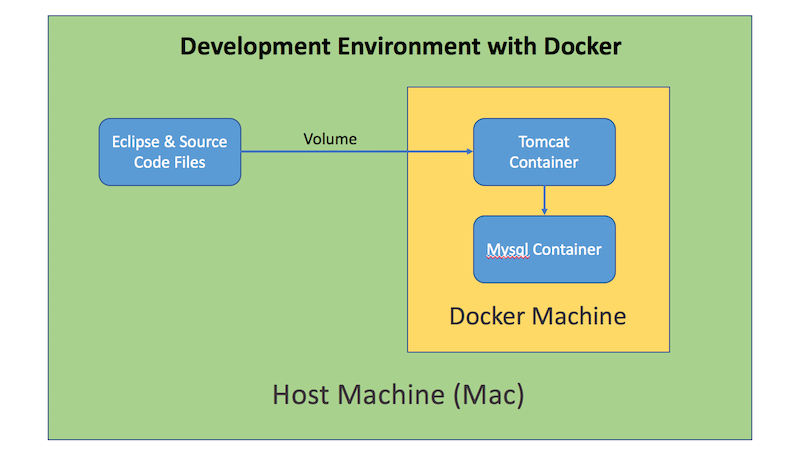 Development Environment with Docker
Eclipse & Source
Code Files
Volume
Tomcat
Container
Mysql Container
Docker Machine
Host Machine (Mac)